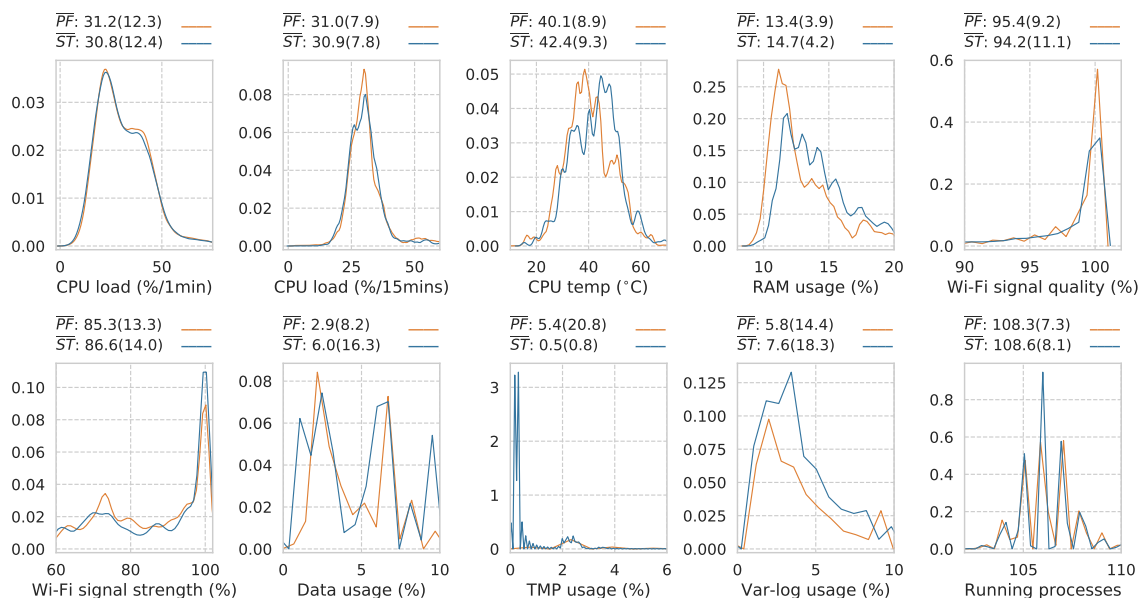 PF: 31.2(12.3)
ST: 30.8(12.4)
0.03
0.02
0.01
0.00
0
50
CPU load (%/1min)
PF: 31.0(7.9)
ST: 30.9(7.8)
0.08
0.06
0.04
0.02
0.00
0
25
50
CPU load (%/15mins)
PF: 40.1(8.9)
ST: 42.4(9.3)
0.05
0.04
0.03
0.02
0.01
0.00
20
40
60
CPU temp (°C)
PF: 13.4(3.9)
ST: 14.7(4.2)
0.25
0.20
0.15
0.10
0.05
0.00
10
15
20
RAM usage (%)
PF: 95.4(9.2)
ST: 94.2(11.1)
0.6
0.4
0.2
0.0
90
95
100
Wi-Fi signal quality (%)
PF: 85.3(13.3)
ST: 86.6(14.0)
0.10
0.08
0.06
0.04
0.02
0.00
60
80
100
Wi-Fi signal strength (%)
PF: 2.9(8.2)
ST: 6.0(16.3)
0.08
0.06
0.04
0.02
0.00
0
5
10
Data usage (%)
PF: 5.4(20.8)
ST: 0.5(0.8)
3
2
1
0
0
2
4
6
TMP usage (%)
PF: 5.8(14.4)
ST: 7.6(18.3)
0.125
0.100
0.075
0.050
0.025
0.000
0
5
10
Var-log usage (%)
PF: 108.3(7.3)
ST: 108.6(8.1)
0.8
0.6
0.4
0.2
0.0
105
110
Running processes